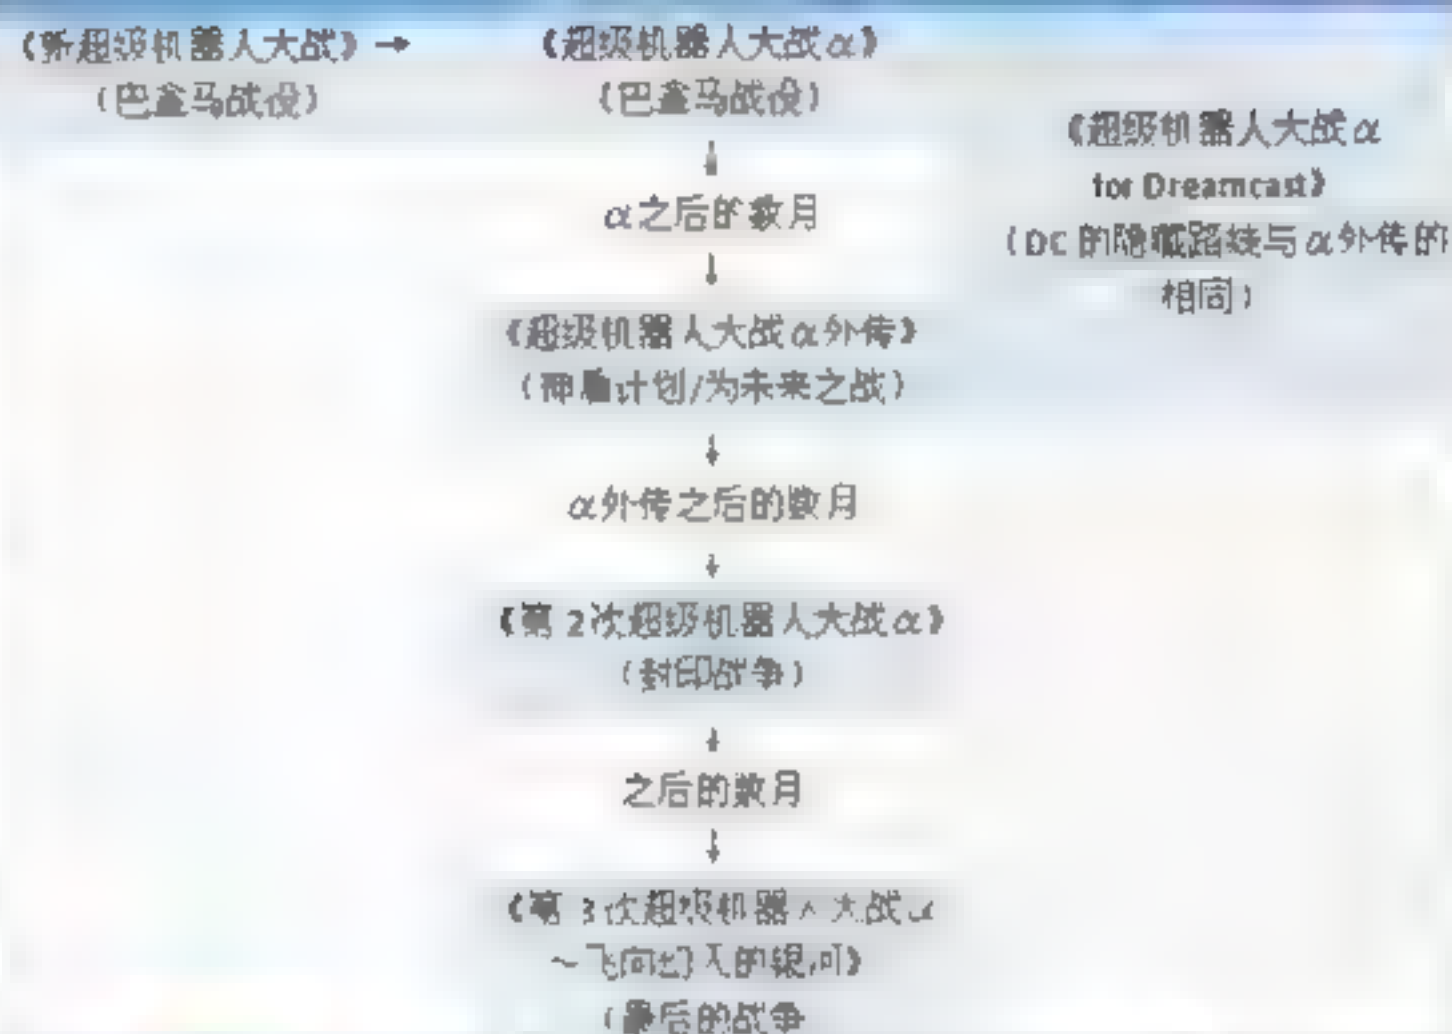 《新超级机器人大战》→
(巴鲁马战役)
《超级机器人大战α》
(巴鲁马战役)
↓
α之后的数月
↓
《超级机器人大战α外传》
(神盾计划/为未来之战)
↓
α外传之后的数月
↓
《第2次超级机器人大战α》
(封印战争)
↓
之后的数月
↓
《第3次超级机器人大战α
~飞向的银河》
(最后的战争
《超级机器人大战α
for Dreamcast》
(DC的隐藏路线与α外传的
相同)